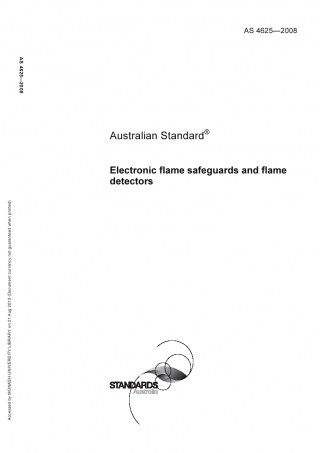 AS 4625—2008
AS 4625—2008
Australian Standard®
Electronic flame safeguards and flame
detectors
Accessed by MONASH UNIVERSITY LIBRARY on 21 Aug 2010 (Document currency not guaranteed when printed)
STANDARDS
Australia